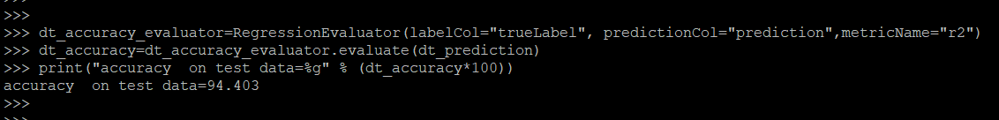 >>>
>>>
>>> dt_accuracy_evaluator=RegressionEvaluator(labelCol="trueLabel", predictionCol="prediction",metricName="r2")
>>> dt_accuracy=dt_accuracy_evaluator.evaluate(dt_prediction)
>>> print("accuracy  on test data=%g" % (dt_accuracy*100))
accuracy  on test data=94.403
>>>
>>>